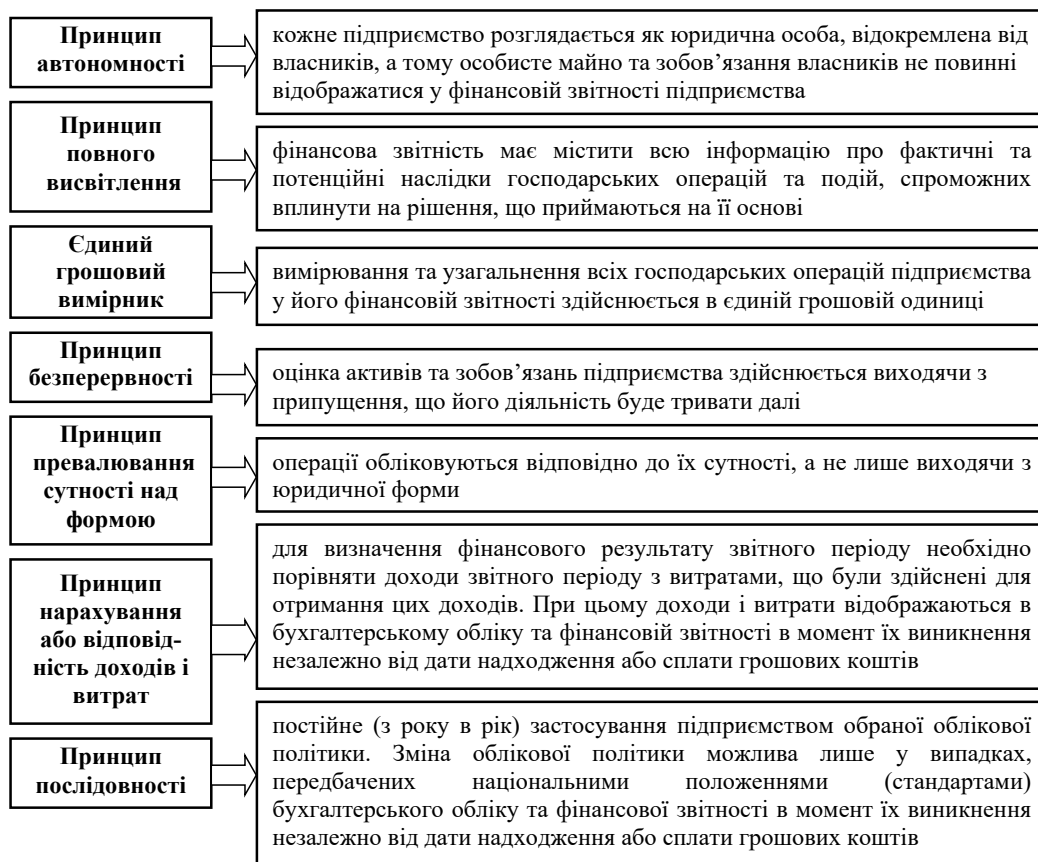 Принцип
автономності
кожне підприємство розглядається як юридична особа, відокремлена від
власників, а тому особисте майно та зобов’язання власників не повинні
відображатися у фінансовій звітності підприємства
Принцип
повного
висвітлення
фінансова звітність має містити всю інформацію про фактичні та
потенційні наслідки господарських операцій та подій, спроможних
вплинути на рішення, що приймаються на її основі
Єдиний
грошовий
вимірник
вимірювання та узагальнення всіх господарських операцій підприємства
у його фінансовій звітності здійснюється в єдиній грошовій одиниці
Принцип
безперервності
оцінка активів та зобов’язань підприємства здійснюється виходячи з
припущення, що його діяльність буде тривати далі
Принцип
превалювання
сутності над
формою
операції обліковуються відповідно до їх сутності, а не лише виходячи з
юридичної форми
Принцип
нарахування
або відповід-
ність доходів і
витрат
для визначення фінансового результату звітного періоду необхідно
порівняти доходи звітного періоду з витратами, що були здійснені для
отримання цих доходів. При цьому доходи і витрати відображаються в
бухгалтерському обліку та фінансовій звітності в момент їх виникнення
незалежно від дати надходження або сплати грошових коштів
Принцип
послідовності
постійне (з року в рік) застосування підприємством обраної облікової
політики. Зміна облікової політики можлива лише у випадках,
передбачених національними положеннями (стандартами)
бухгалтерського обліку та фінансової звітності в момент їх виникнення
незалежно від дати надходження або сплати грошових коштів